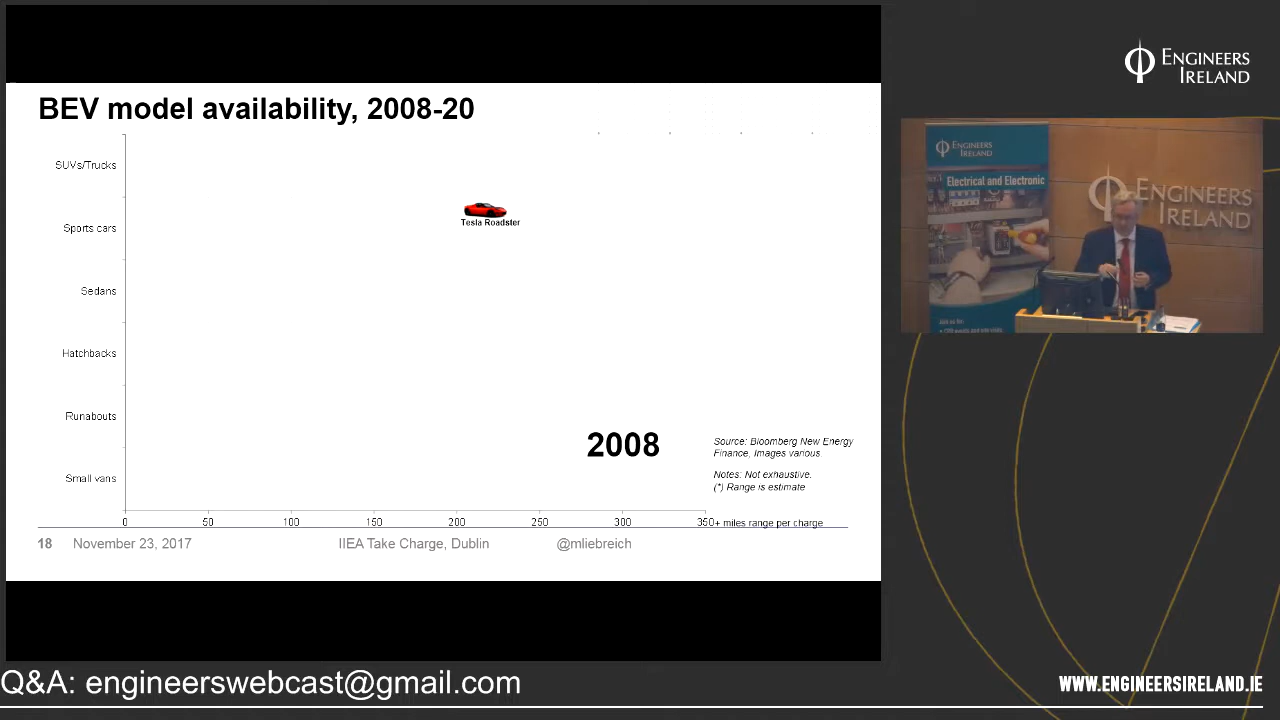 BEV model availability, 2008-20
SUVs/Trucks
Sports cars
Sedans
Hatchbacks
Runabouts
Small vans
Tesla Roadster
2008
Source: Bloomberg New Energy
Finance, Images various.
Notes: Not exhaustive.
(*) Range is estimate
0 50 100 150 200 250 300 350+ miles range per charge
18 November 23, 2017 IIEA Take Charge, Dublin @mliebreich
ENGINEERS
IRELAND
ENGINEERS
IRELAND
Electrical and Electronic
ENGINEERS
IRELAND
Q&A: engineerswebcast@gmail.com
WWW.ENGINEERSIRELAND.IE